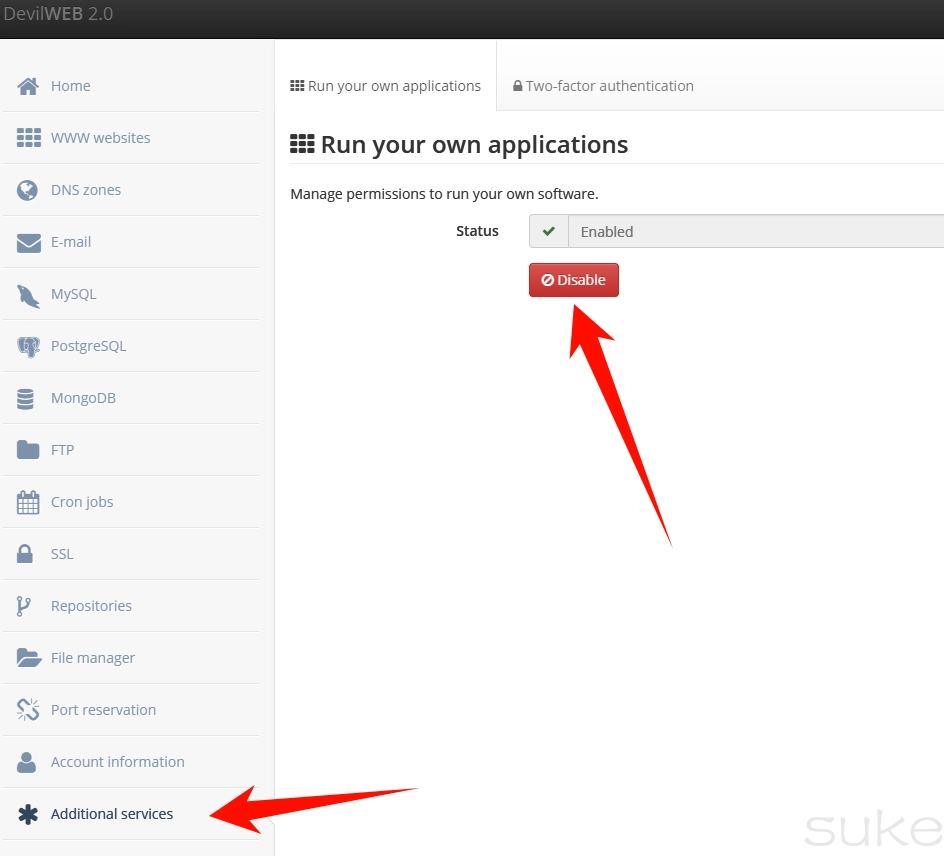 DevilWEB 2.0
Home
WWW websites
DNS zones
E-mail
MySQL
PostgreSQL
MongoDB
FTP
Cron jobs
SSL
Repositories
File manager
Port reservation
Account information
Additional services
Run your own applications
Two-factor authentication
Run your own applications
Manage permissions to run your own software.
Status
Enabled
Disable
suke